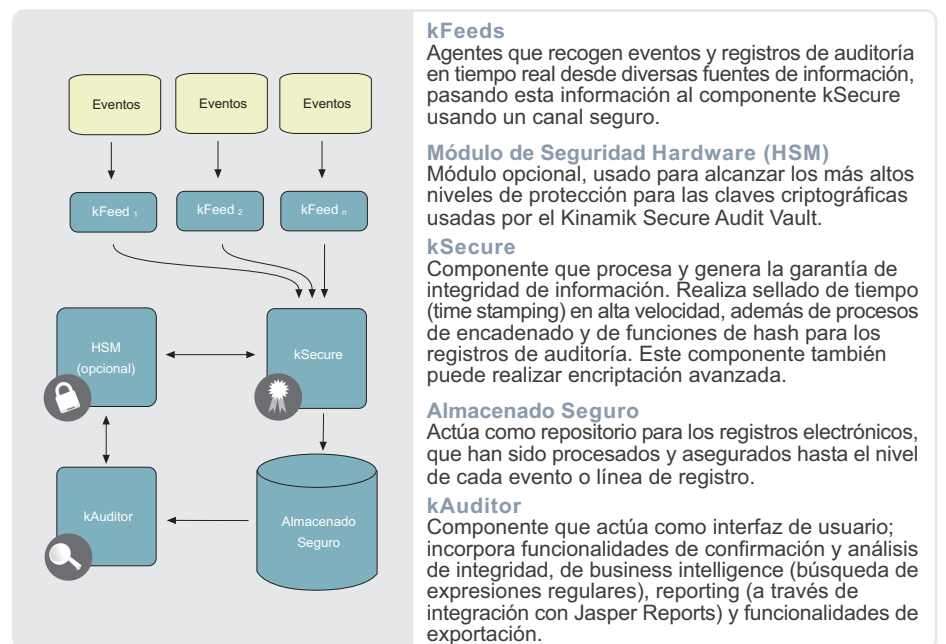 Eventos
Eventos
Eventos
kFeed 1
kFeed 2
kFeed n
HSM
(opcional)
kSecure
kAuditor
Almacenado
Seguro
kFeeds
Agentes que recogen eventos y registros de auditoría
en tiempo real desde diversas fuentes de información,
pasando esta información al componente kSecure
usando un canal seguro.
Módulo de Seguridad Hardware (HSM)
Módulo opcional, usado para alcanzar los más altos
niveles de protección para las claves criptográficas
usadas por el Kinamik Secure Audit Vault.
kSecure
Componente que procesa y genera la garantía de
integridad de información. Realiza sellado de tiempo
(time stamping) en alta velocidad, además de procesos
de encadenado y de funciones de hash para los
registros de auditoría. Este componente también
puede realizar encriptación avanzada.
Almacenado Seguro
Actúa como repositorio para los registros electrónicos,
que han sido procesados y asegurados hasta el nivel
de cada evento o línea de registro.
kAuditor
Componente que actúa como interfaz de usuario;
incorpora funcionalidades de confirmación y análisis
de integridad, de business intelligence (búsqueda de
expresiones regulares), reporting (a través de
integración con Jasper Reports) y funcionalidades de
exportación.